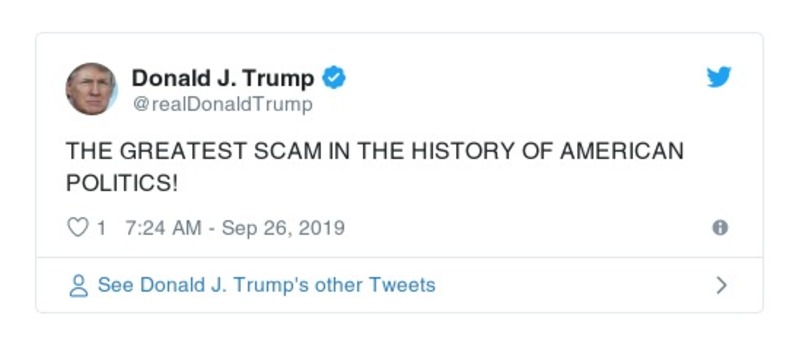 Donald J. Trump
@realDonaldTrump
THE GREATEST SCAM IN THE HISTORY OF AMERICAN
POLITICS!
1 7:24 AM - Sep 26, 2019
See Donald J. Trump's other Tweets